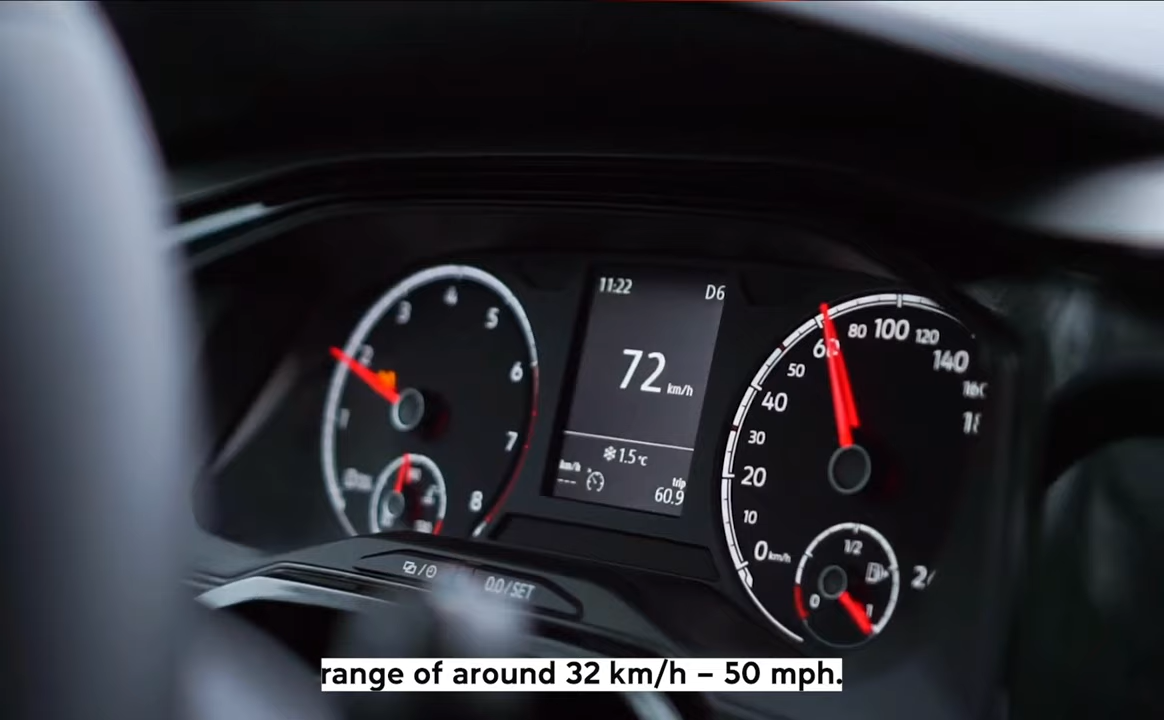 11:22
D6
72 km/h
1.5°C
km/h
trip
60.9
1
2
3
4
5
6
7
8
0 km/h
10
20
30
40
50
60
80
100
120
140
0
1/2
1
0.0/SET
range of around 32 km/h – 50 mph.